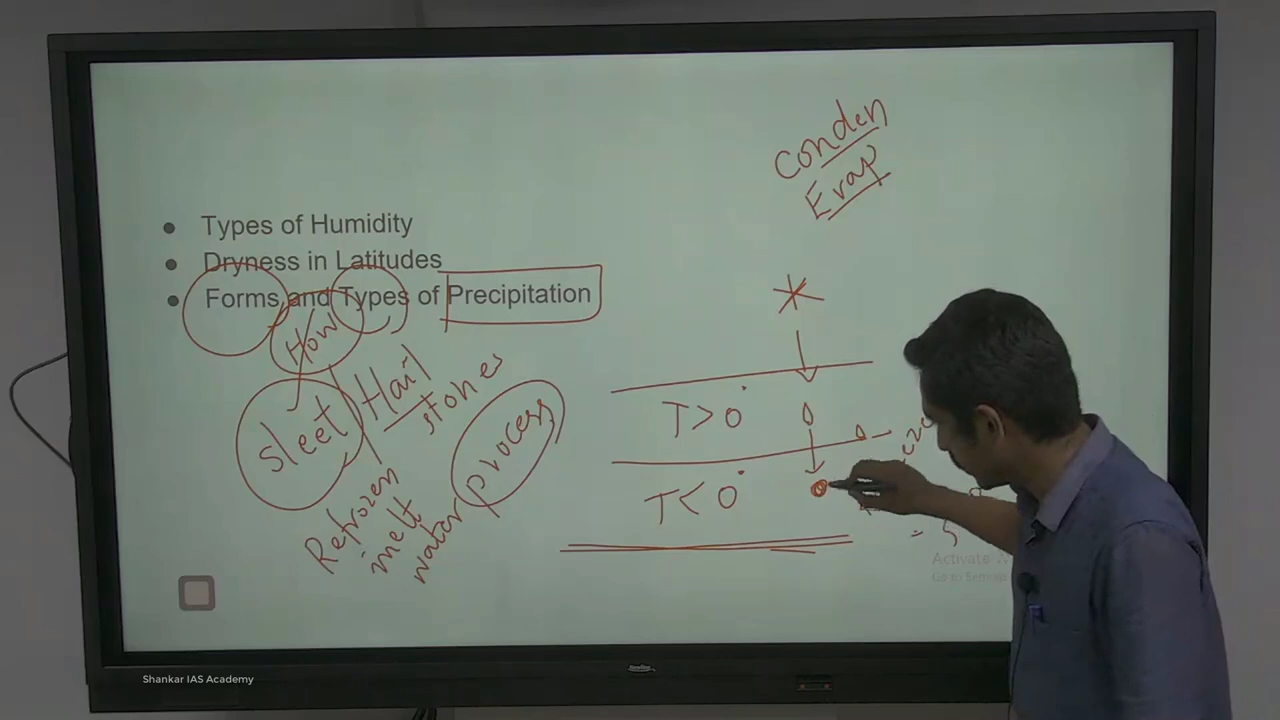 Conden
Evap
• Types of Humidity
• Dryness in Latitudes
• Forms and Types of Precipitation
How
sleet
Hail
stones
process
Refrozen
melt
water
T>0°
T<0°
Shankar IAS Academy